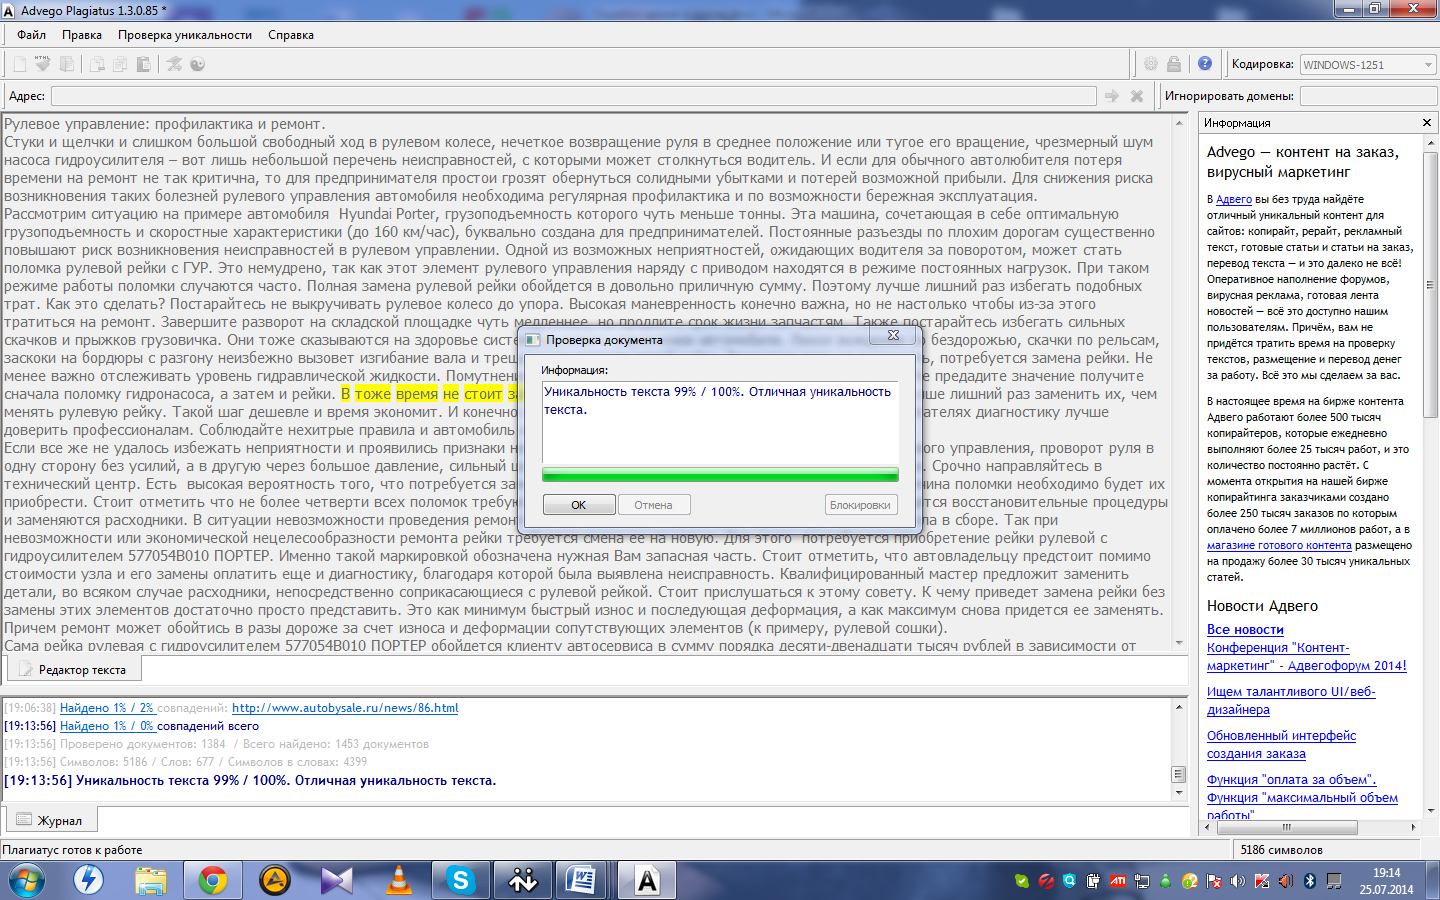 Advego Plagiatus 1.3.0.85 *
Файл Правка Проверка уникальности Справка
HTML
Кодировка: WINDOWS-1251
Адрес:
Игнорировать домены:
Рулевое управление: профилактика и ремонт.
Стуки и щелчки и слишком большой свободный ход в рулевом колесе, нечеткое возвращение руля в среднее положение или тугое его вращение, чрезмерный шум
насоса гидроусилителя – вот лишь небольшой перечень неисправностей, с которыми может столкнуться водитель. И если для обычного автолюбителя потеря
времени на ремонт не так критична, то для предпринимателя простои грозят обернуться солидными убытками и потерей возможной прибыли. Для снижения риска
возникновения таких болезней рулевого управления автомобиля необходима регулярная профилактика и по возможности бережная эксплуатация.
Рассмотрим ситуацию на примере автомобиля Hyundai Porter, грузоподъемность которого чуть меньше тонны. Эта машина, сочетающая в себе оптимальную
грузоподъемность и скоростные характеристики (до 160 км/час), буквально создана для предпринимателей. Постоянные разъезды по плохим дорогам существенно
повышают риск возникновения неисправностей в рулевом управлении. Одной из возможных неприятностей, ожидающих водителя за поворотом, может стать
поломка рулевой рейки с ГУР. Это немудрено, так как этот элемент рулевого управления наряду с приводом находятся в режиме постоянных нагрузок. При таком
режиме работы поломки случаются часто. Полная замена рулевой рейки обойдется в довольно приличную сумму. Поэтому лучше лишний раз избегать подобных
трат. Как это сделать? Постарайтесь не выкручивать рулевое колесо до упора. Высокая маневренность конечно важна, но не настолько чтобы из-за этого
тратиться на ремонт. Завершите разворот на складской площадке чуть медленнее, но продлите срок жизни запчастям. Также постарайтесь избегать сильных
скачков и прыжков грузовичка. Они тоже сказываются на здоровье сист бездорожью, скачки по рельсам,
заскоки на бордюры с разгону неизбежно вызовет изгибание вала и трещ потребуется замена рейки. Не
менее важно отслеживать уровень гидравлической жидкости. Помутнен е предадите значение получите
сначала поломку гидронасоса, а затем и рейки. В тоже время не стоит за ше лишний раз заменить их, чем
менять рулевую рейку. Такой шаг дешевле и время экономит. И конечно ателях диагностику лучше
доверить профессионалам. Соблюдайте нехитрые правила и автомобиль
Если все же не удалось избежать неприятности и проявились признаки н ого управления, проворот руля в
одну сторону без усилий, а в другую через большое давление, сильный ш Срочно направляйтесь в
технический центр. Есть высокая вероятность того, что потребуется за чина поломки необходимо будет их
приобрести. Стоит отметить что не более четверти всех поломок требую тся восстановительные процедуры
и заменяются расходники. В ситуации невозможности проведения ремон ла в сборе. Так при
невозможности или экономической нецелесообразности ремонта рейки требуется смена ее на новую. Для этого потребуется приобретение рейки рулевой с
гидроусилителем 577054B010 ПОРТЕР. Именно такой маркировкой обозначена нужная Вам запасная часть. Стоит отметить, что автовладельцу предстоит помимо
стоимости узла и его замены оплатить еще и диагностику, благодаря которой была выявлена неисправность. Квалифицированный мастер предложит заменить
детали, во всяком случае расходники, непосредственно соприкасающиеся с рулевой рейкой. Стоит прислушаться к этому совету. К чему приведет замена рейки без
замены этих элементов достаточно просто представить. Это как минимум быстрый износ и последующая деформация, а как максимум снова придется ее заменять.
Причем ремонт может обойтись в разы дороже за счет износа и деформации сопутствующих элементов (к примеру, рулевой сошки).
Сама рейка рулевая с гидроусилителем 577054B010 ПОРТЕР обойдется клиенту автосервиса в сумму порядка десяти-двенадцати тысяч рублей в зависимости от
Проверка документа
Информация:
Уникальность текста 99% / 100%. Отличная уникальность
текста.
OK Отмена Блокировки
Редактор текста
[19:06:38] Найдено 1% / 2% совпадений: http://www.autobysale.ru/news/86.html
[19:13:56] Найдено 1% / 0% совпадений всего
[19:13:56] Проверено документов: 1384 / Всего найдено: 1453 документов
[19:13:56] Символов: 5186 / Слов: 677 / Символов в словах: 4399
[19:13:56] Уникальность текста 99% / 100%. Отличная уникальность текста.
Журнал
Плагиатус готов к работе
5186 символов
Информация
Advego — контент на заказ,
вирусный маркетинг
В Адвего вы без труда найдёте
отличный уникальный контент для
сайтов: копирайт, рерайт, рекламный
текст, готовые статьи и статьи на заказ,
перевод текста — и это далеко не всё!
Оперативное наполнение форумов,
вирусная реклама, готовая лента
новостей — всё это доступно нашим
пользователям. Причём, вам не
придётся тратить время на проверку
текстов, размещение и перевод денег
за работу. Всё это мы сделаем за вас.
В настоящее время на бирже контента
Адвего работают более 500 тысяч
копирайтеров, которые ежедневно
выполняют более 25 тысяч работ, и это
количество постоянно растёт. С
момента открытия на нашей бирже
копирайтинга заказчиками создано
более 250 тысяч заказов по которым
оплачено более 7 миллионов работ, а в
магазине готового контента размещено
на продажу более 30 тысяч уникальных
статей.
Новости Адвего
Все новости
Конференция "Контент-
маркетинг" - Адвегофорум 2014!
Ищем талантливого UI/веб-
дизайнера
Обновленный интерфейс
создания заказа
Функция "оплата за объем".
Функция "максимальный объем
работы"
ATI
19:14
25.07.2014